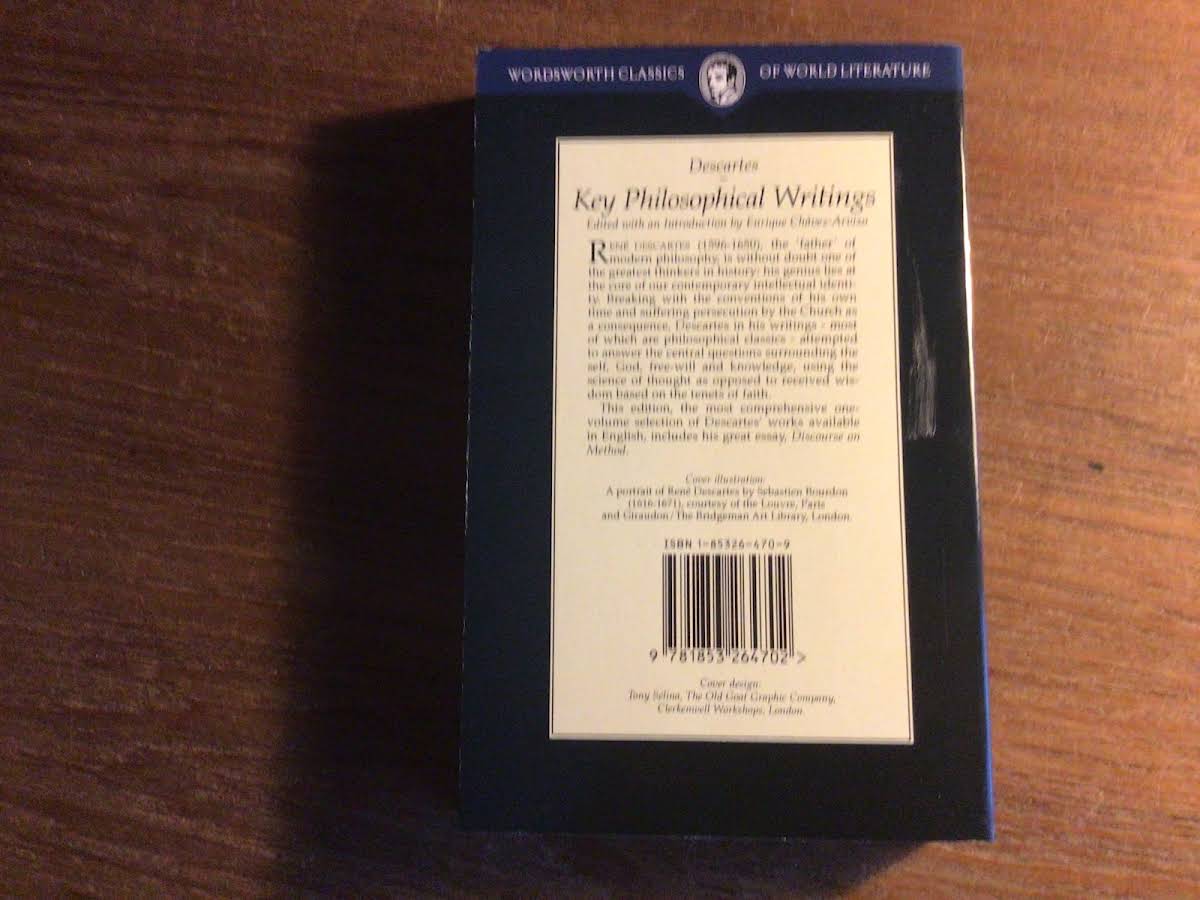 WORDSWORTH CLASSICS OF WORLD LITERATURE
Descartes
Key Philosophical Writings
Edited with an Introduction by Enrique Chávez-Arvizo
RENÉ DESCARTES (1596-1650), the 'father' of
modern philosophy, is without doubt one of
the greatest thinkers in history: his genius lies at
the core of our contemporary intellectual identi-
ty. Breaking with the conventions of his own
time and suffering persecution by the Church as
a consequence, Descartes in his writings - most
of which are philosophical classics - attempted
to answer the central questions surrounding the
self, God, free-will and knowledge, using the
science of thought as opposed to received wis-
dom based on the tenets of faith.
This edition, the most comprehensive one-
volume selection of Descartes' works available
in English, includes his great essay, Discourse on
Method.
Cover illustration:
A portrait of René Descartes by Sebastien Bourdon
(1616-1671), courtesy of the Louvre, Paris
and Giraudon/The Bridgeman Art Library, London.
ISBN 1-85326-470-9
9 781853 264702 >
Cover design:
Tony Selina, The Old Goat Graphic Company,
Clerkenwell Workshops, London.